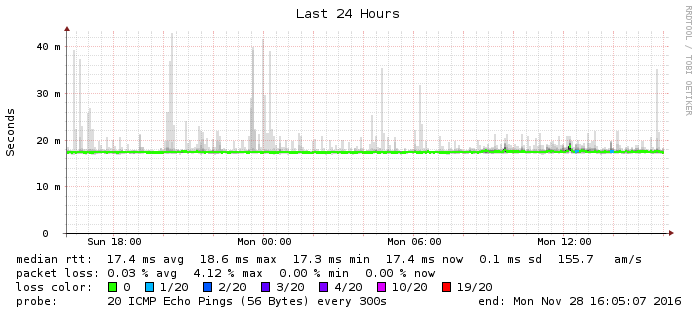 Last 24 Hours
RRDTOOL / TOBI OETIKER
Seconds
40 m
30 m
20 m
10 m
0
Sun 18:00 Mon 00:00 Mon 06:00 Mon 12:00
median rtt: 17.4 ms avg 18.6 ms max 17.3 ms min 17.4 ms now 0.1 ms sd 155.7 am/s
packet loss: 0.03 % avg 4.12 % max 0.00 % min 0.00 % now
loss color: 0 1/20 2/20 3/20 4/20 10/20 19/20
probe: 20 ICMP Echo Pings (56 Bytes) every 300s end: Mon Nov 28 16:05:07 2016